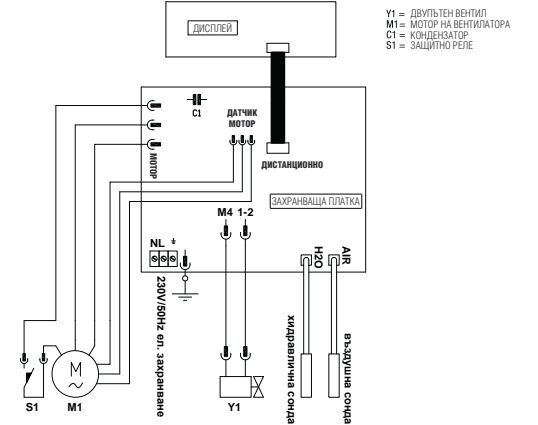 ДИСПЛЕЙ
Y1 = ДВУПЪТЕН ВЕНТИЛ
M1 = МОТОР НА ВЕНТИЛАТОРА
C1 = КОНДЕНЗАТОР
S1 = ЗАЩИТНО РЕЛЕ
C1
ДАТЧИК
МОТОР
МОТОР
ДИСТАНЦИОННО
ЗАХРАНВАЩА ПЛАТКА
M4 1-2
NL
H2O
AIR
230V/50Hz ел. захранване
хидравлична сонда
въздушна сонда
M
S1
M1
Y1